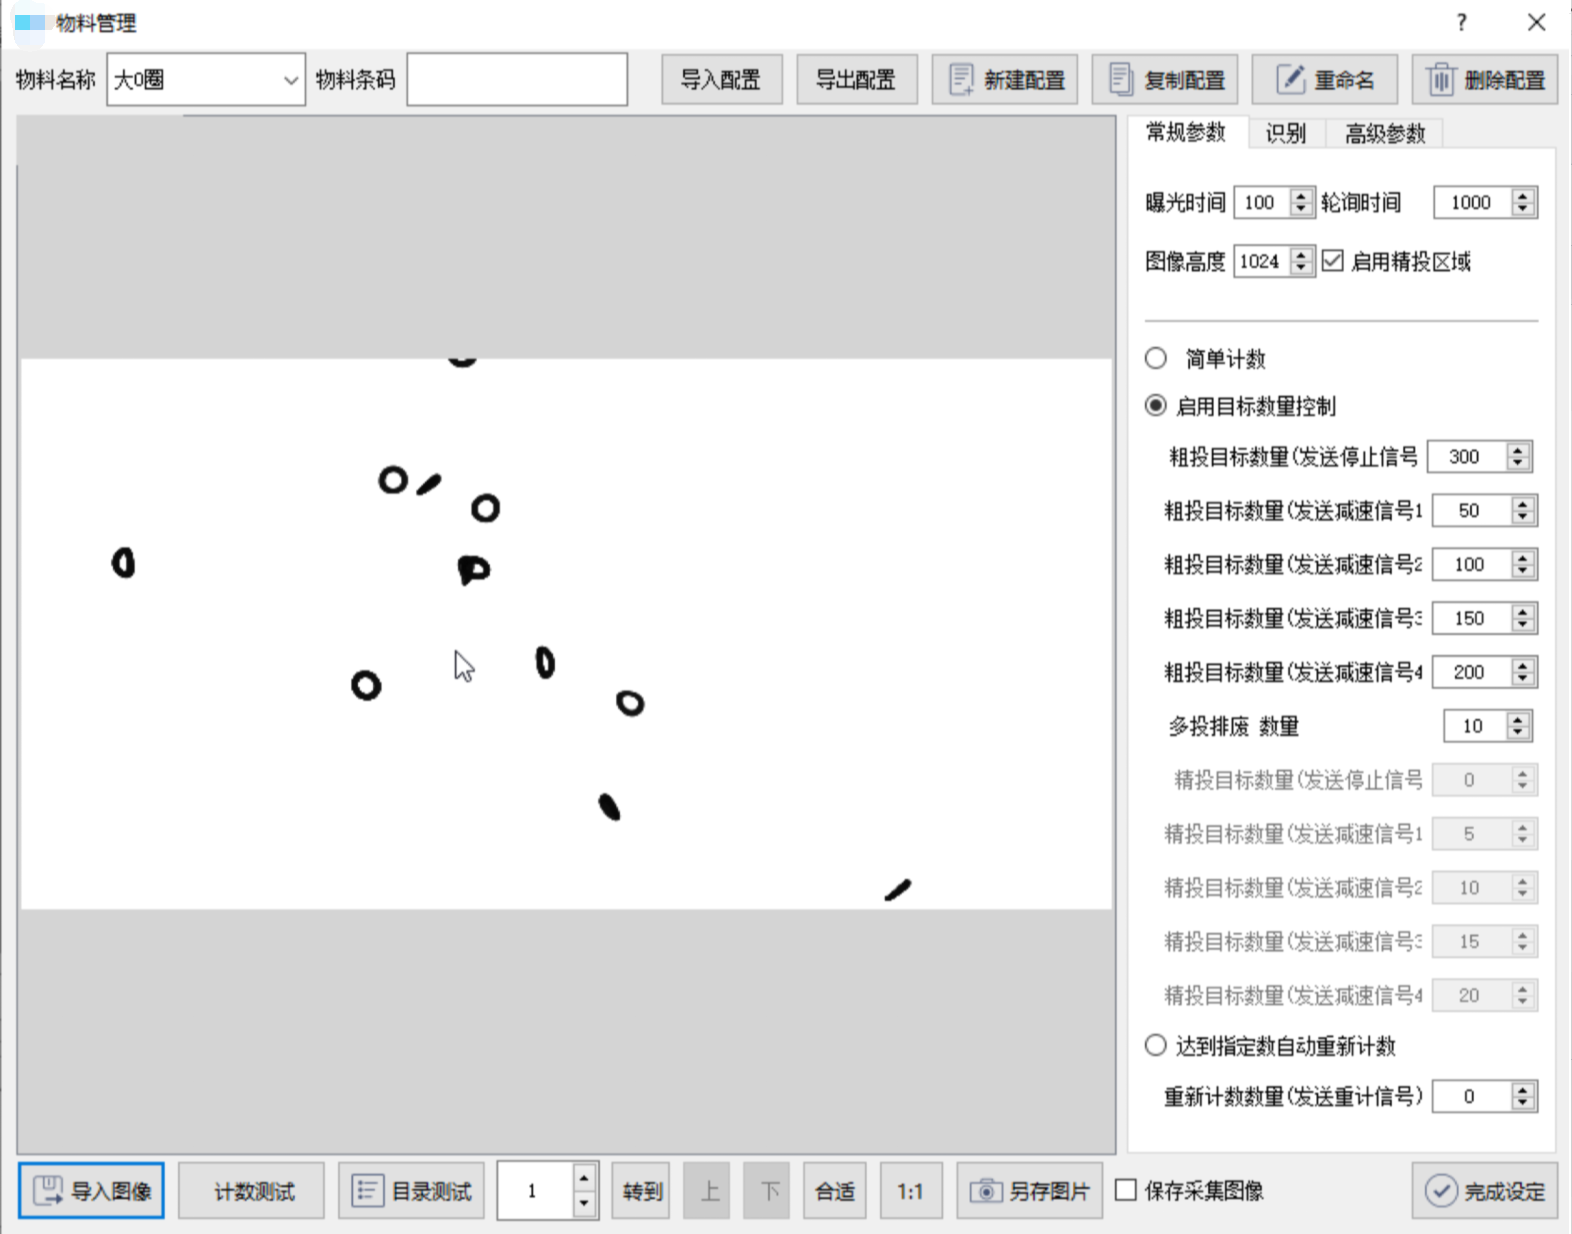 物料管理
物料名称 大O圈 物料条码 导入配置 导出配置 新建配置 复制配置 重命名 删除配置
常规参数 识别 高级参数
曝光时间 100 轮询时间 1000
图像高度 1024 启用精投区域
简单计数
启用目标数量控制
粗投目标数量(发送停止信号 300
粗投目标数量(发送减速信号1 50
粗投目标数量(发送减速信号2 100
粗投目标数量(发送减速信号3 150
粗投目标数量(发送减速信号4 200
多投排废 数量 10
精投目标数量(发送停止信号 0
精投目标数量(发送减速信号1 5
精投目标数量(发送减速信号2 10
精投目标数量(发送减速信号3 15
精投目标数量(发送减速信号4 20
达到指定数自动重新计数
重新计数数量(发送重计信号) 0
导入图像 计数测试 目录测试 1 转到 上 下 合适 1:1 另存图片 保存采集图像 完成设定